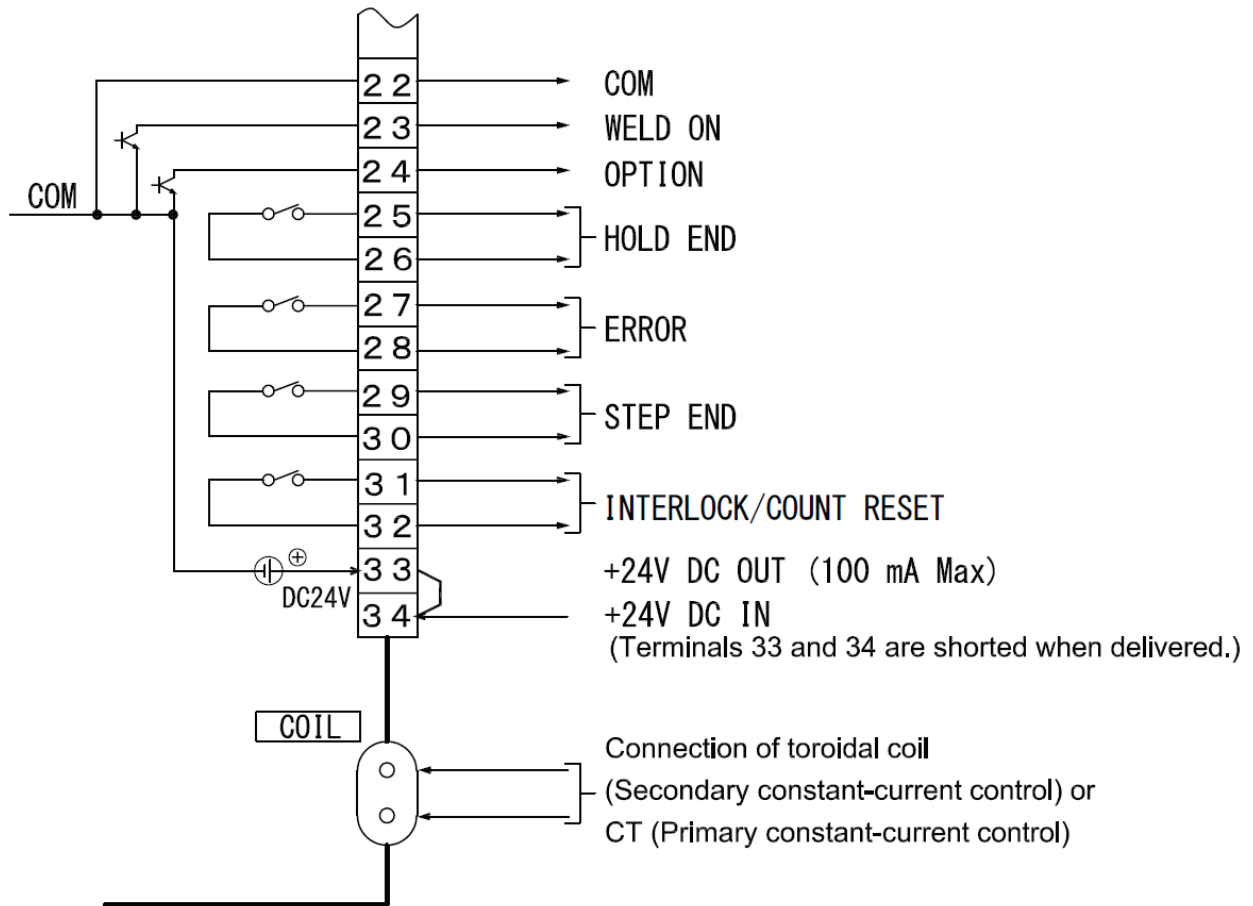 22 COM
23 WELD ON
24 OPTION
COM
25
HOLD END
26
27
ERROR
28
29
STEP END
30
31
INTERLOCK/COUNT RESET
32
⊕ 33 +24V DC OUT (100 mA Max)
DC24V
34 +24V DC IN
(Terminals 33 and 34 are shorted when delivered.)
COIL
Connection of toroidal coil
(Secondary constant-current control) or
CT (Primary constant-current control)